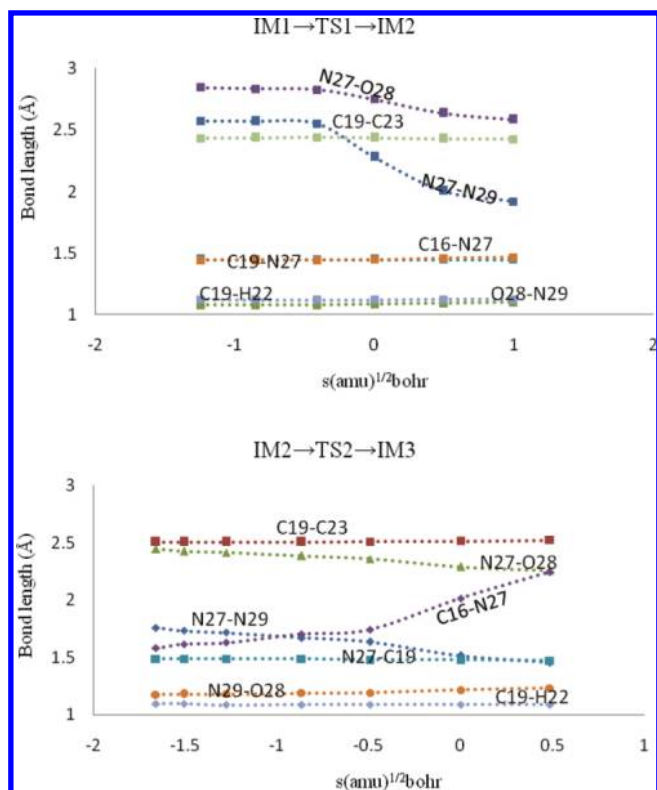 IM1→TS1→IM2
3
N27-O28
C19-C23
2.5
Bond length (Å)
2
N27-N29
C16-N27
1.5
C19-N27
C19-H22
O28-N29
1
-2 -1 0 1 2
s(amu)1/2bohr
IM2→TS2→IM3
3
C19-C23
2.5
N27-O28
Bond length (Å)
2
C16-N27
N27-N29
1.5
N27-C19
N29-O28
C19-H22
1
-2 -1.5 -1 -0.5 0 0.5 1
s(amu)1/2bohr